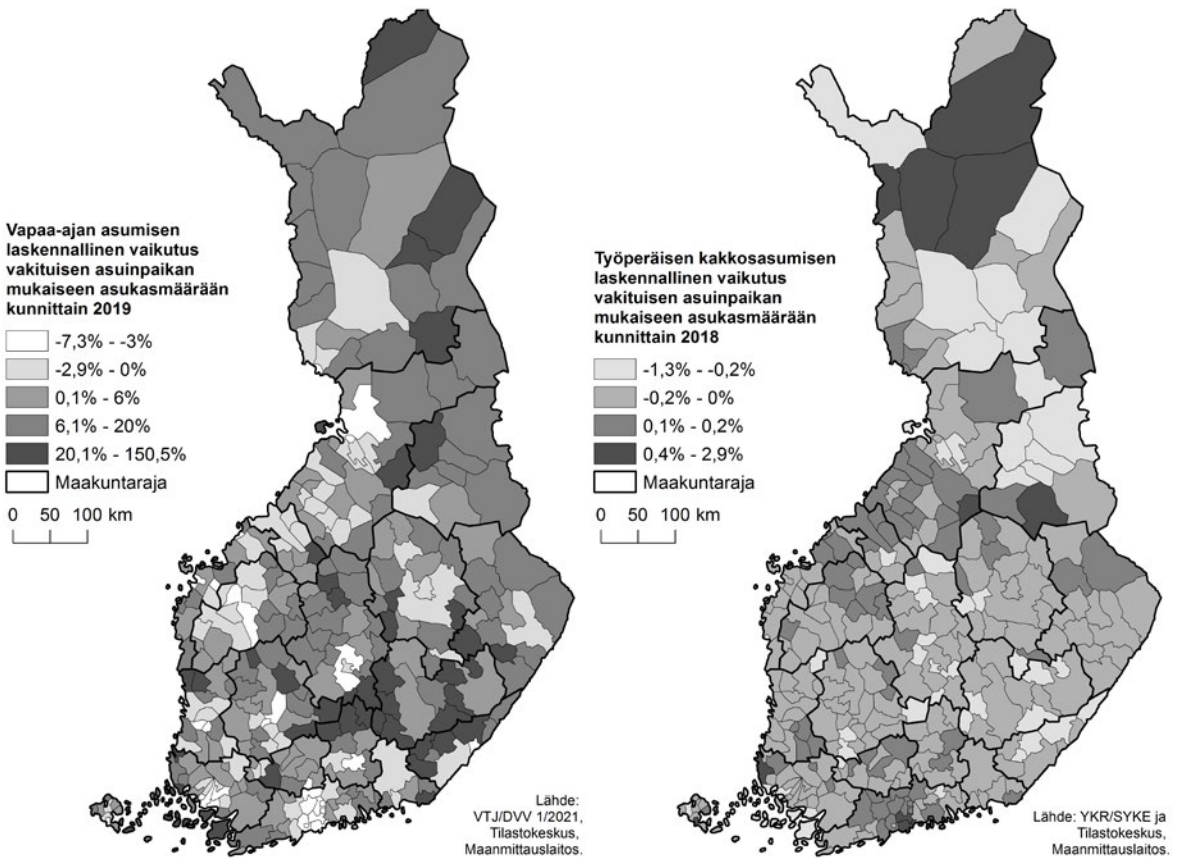 Vapaa-ajan asumisen
laskennallinen vaikutus
vakituisen asuinpaikan
mukaiseen asukasmäärään
kunnittain 2019
-7,3% - -3%
-2,9% - 0%
0,1% - 6%
6,1% - 20%
20,1% - 150,5%
Maakuntaraja
0 50 100 km
Lähde:
VTJ/DVV 1/2021,
Tilastokeskus,
Maanmittauslaitos.
Työperäisen kakkosasumisen
laskennallinen vaikutus
vakituisen asuinpaikan
mukaiseen asukasmäärään
kunnittain 2018
-1,3% - -0,2%
-0,2% - 0%
0,1% - 0,2%
0,4% - 2,9%
Maakuntaraja
0 50 100 km
Lähde: YKR/SYKE ja
Tilastokeskus,
Maanmittauslaitos.